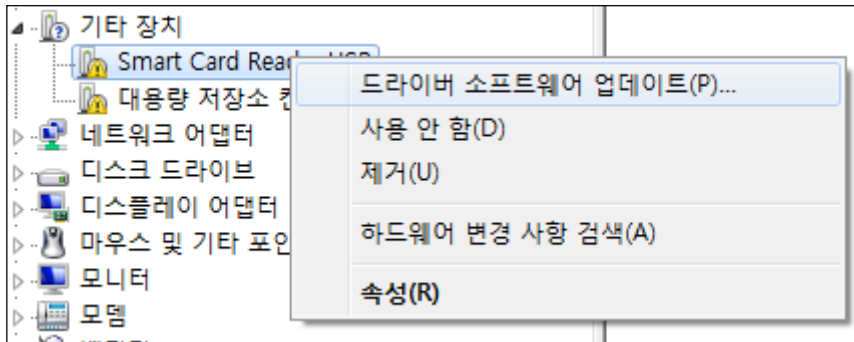 기타 장치
Smart Card Read
드라이버 소프트웨어 업데이트(P)...
대용량 저장소
사용 안 함(D)
네트워크 어댑터
디스크 드라이브
제거(U)
디스플레이 어댑터
마우스 및 기타 포인
하드웨어 변경 사항 검색(A)
모니터
속성(R)
모뎀